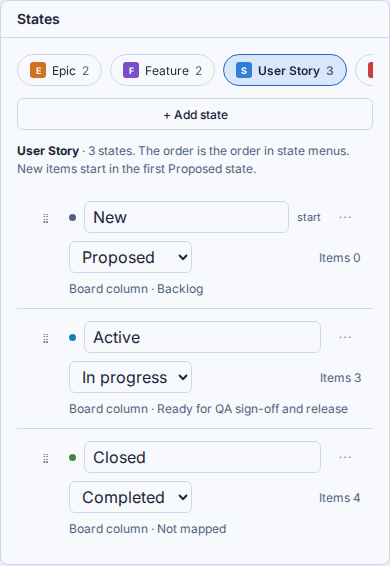 States
E Epic 2 F Feature 2 S User Story 3
+ Add state
User Story · 3 states. The order is the order in state menus.
New items start in the first Proposed state.
New start ···
Proposed Items 0
Board column · Backlog
Active ···
In progress Items 3
Board column · Ready for QA sign-off and release
Closed ···
Completed Items 4
Board column · Not mapped